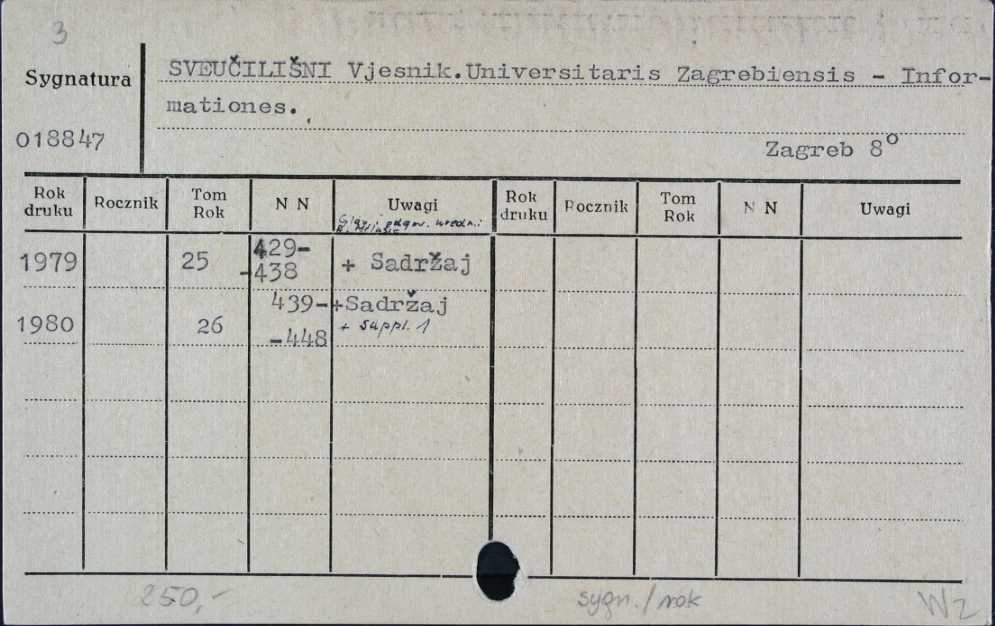 3
Sygnatura
SVEUČILIŠNI Vjesnik.Universitaris Zagrebiensis - Infor-
mationes.
018847
Zagreb 8°
Rok druku Rocznik Tom Rok N N Uwagi Rok druku Rocznik Tom Rok N N Uwagi
1979 25 429-
-438 + Sadržaj
1980 26 439-
-448 +Sadržaj
+ suppl. 1
250,-
sygn./rok
Wz